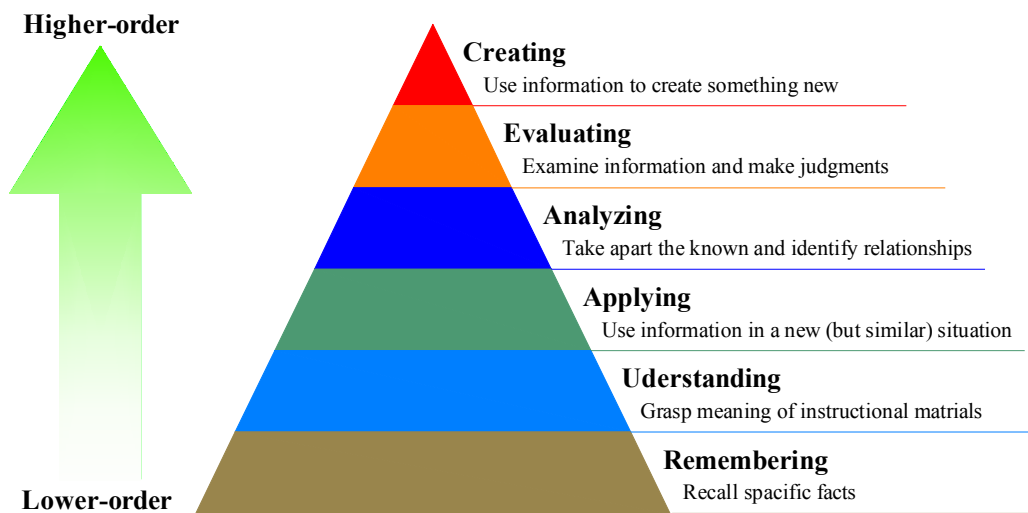 Higher-order
Creating
Use information to create something new
Evaluating
Examine information and make judgments
Analyzing
Take apart the known and identify relationships
Applying
Use information in a new (but similar) situation
Uderstanding
Grasp meaning of instructional matrials
Remembering
Recall spacific facts
Lower-order